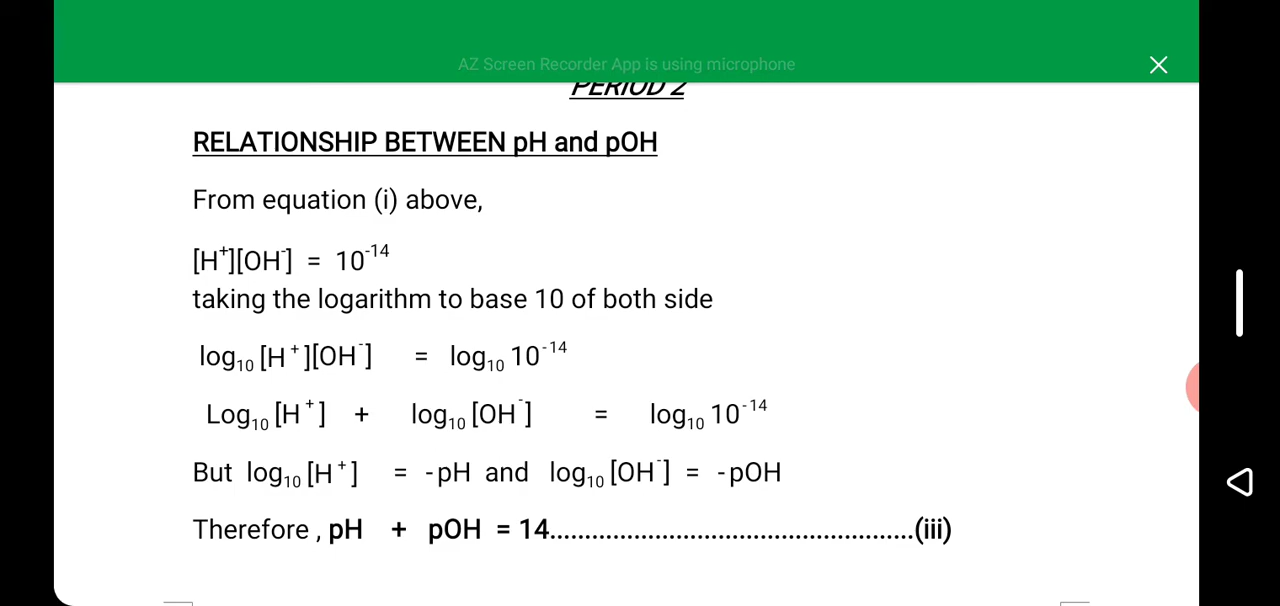 AZ Screen Recorder App is using microphone
PERIOD 2
RELATIONSHIP BETWEEN pH and pOH
From equation (i) above,
[H⁺][OH⁻] = 10⁻¹⁴
taking the logarithm to base 10 of both side
log₁₀ [H⁺][OH⁻] = log₁₀ 10⁻¹⁴
Log₁₀ [H⁺] + log₁₀ [OH⁻] = log₁₀ 10⁻¹⁴
But log₁₀ [H⁺] = -pH and log₁₀ [OH⁻] = -pOH
Therefore , pH + pOH = 14....................................................(iii)